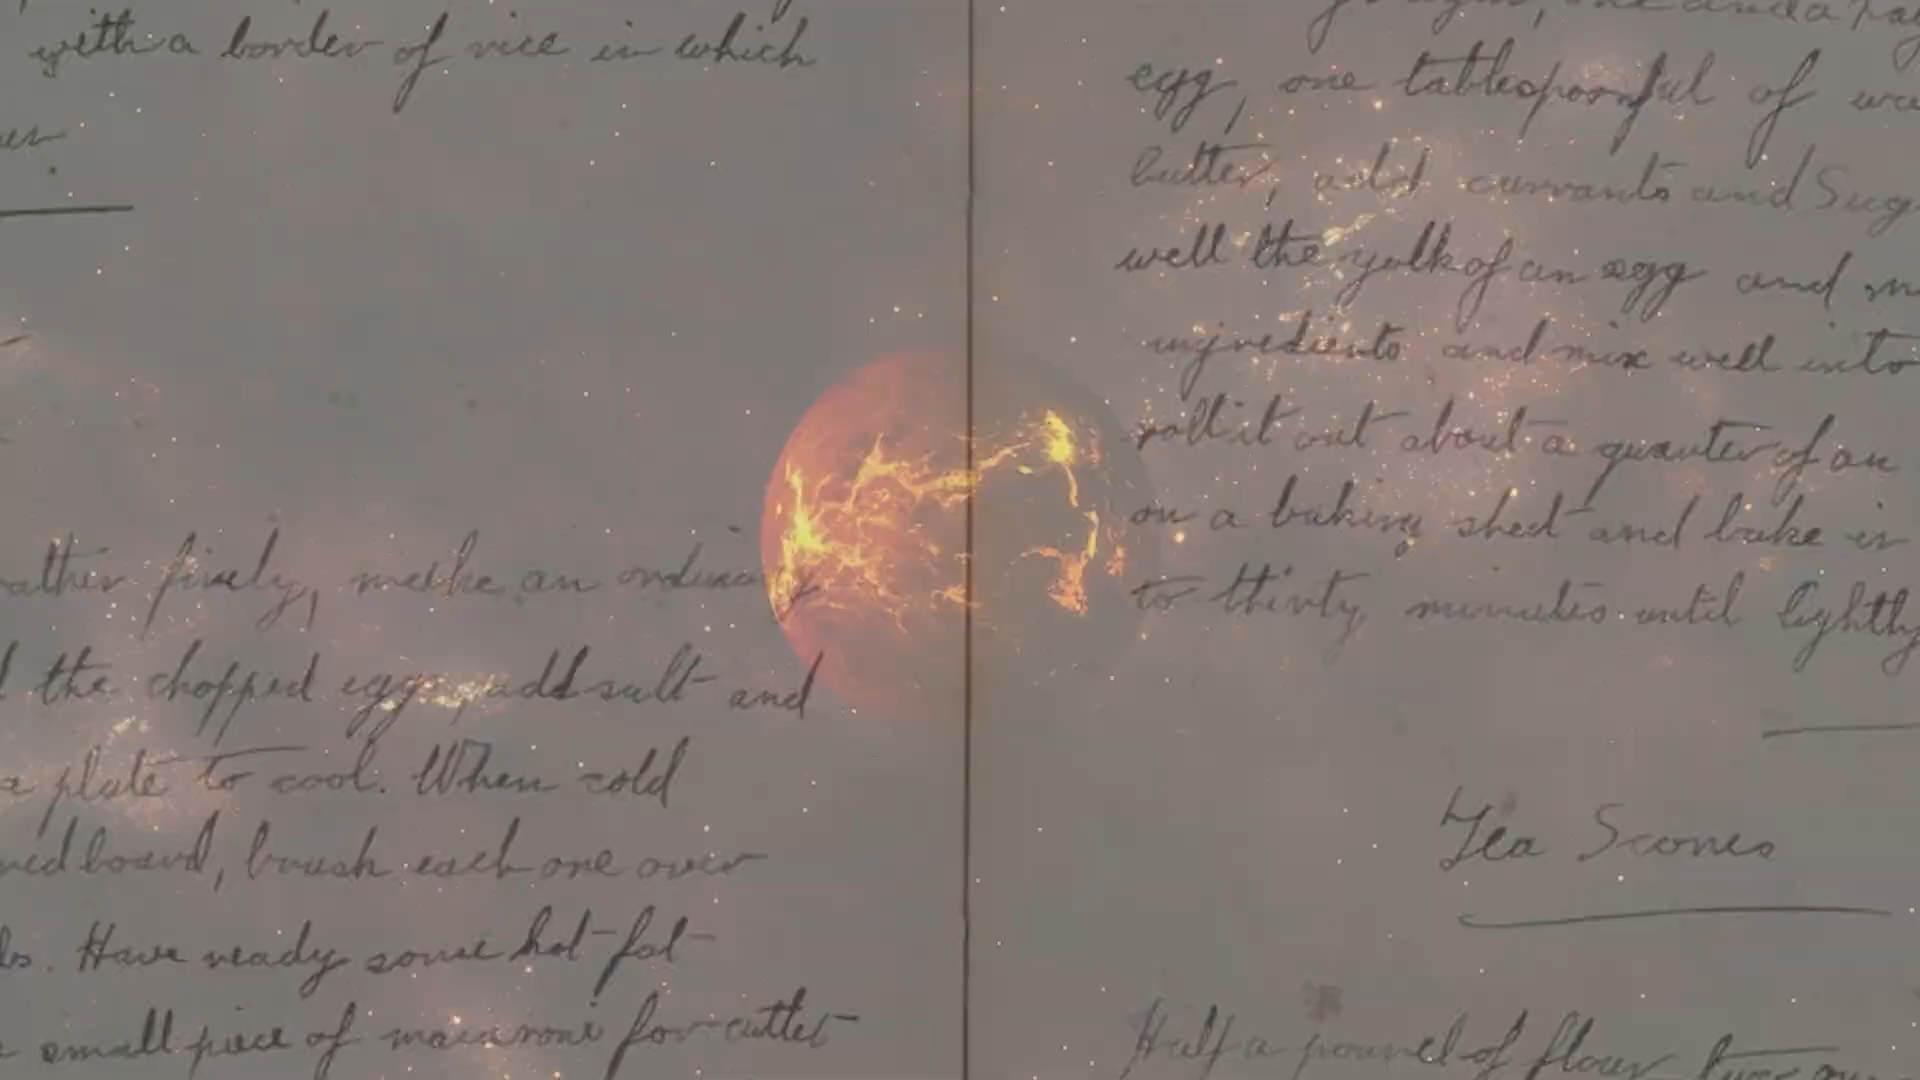 with a border of rice in which
rather finely, make an ordinary
the chopped eggs, add salt and
a plate to cool. When cold
board, brush each one over
Have ready some hot fat
small piece of macaroni for cutlet
egg, one tablespoonful of
butter, add currants and Sug
well the yolk of an egg and
ingredients and mix well into
roll it out about a quarter of an
on a baking sheet and bake in
to thirty minutes until lightly
Tea Scones
Half a pound of flour two